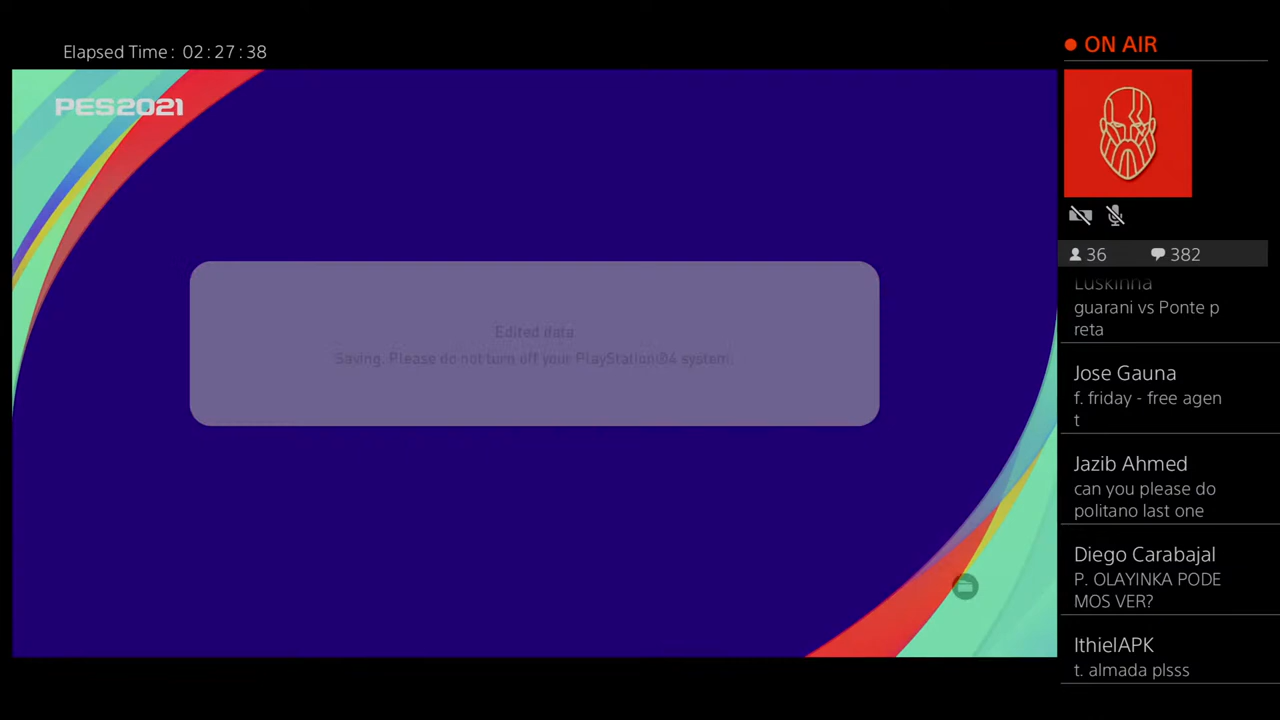 Elapsed Time: 02:27:38
ON AIR
PES2021
36
382
Luskinha
guarani vs Ponte p
reta
Edited data.
Saving. Please do not turn off your PlayStation®4 system.
Jose Gauna
f. friday - free agen
t
Jazib Ahmed
can you please do
politano last one
Diego Carabajal
P. OLAYINKA PODE
MOS VER?
IthielAPK
t. almada plsss